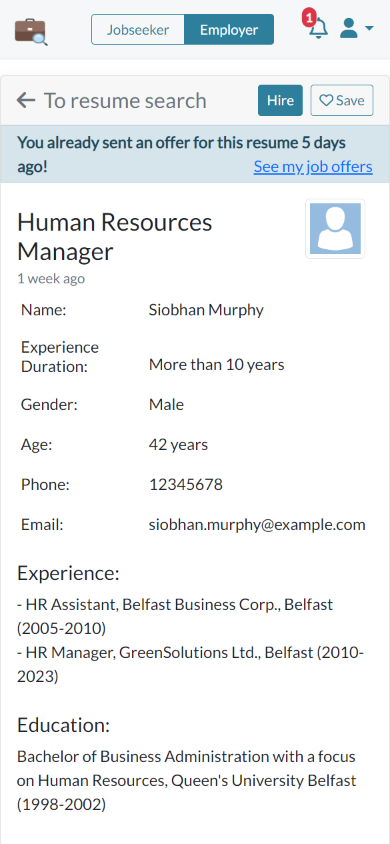 Jobseeker Employer 1
To resume search Hire Save
You already sent an offer for this resume 5 days
ago! See my job offers
Human Resources
Manager
1 week ago
Name: Siobhan Murphy
Experience
Duration: More than 10 years
Gender: Male
Age: 42 years
Phone: 12345678
Email: siobhan.murphy@example.com
Experience:
- HR Assistant, Belfast Business Corp., Belfast
(2005-2010)
- HR Manager, GreenSolutions Ltd., Belfast (2010-
2023)
Education:
Bachelor of Business Administration with a focus
on Human Resources, Queen's University Belfast
(1998-2002)